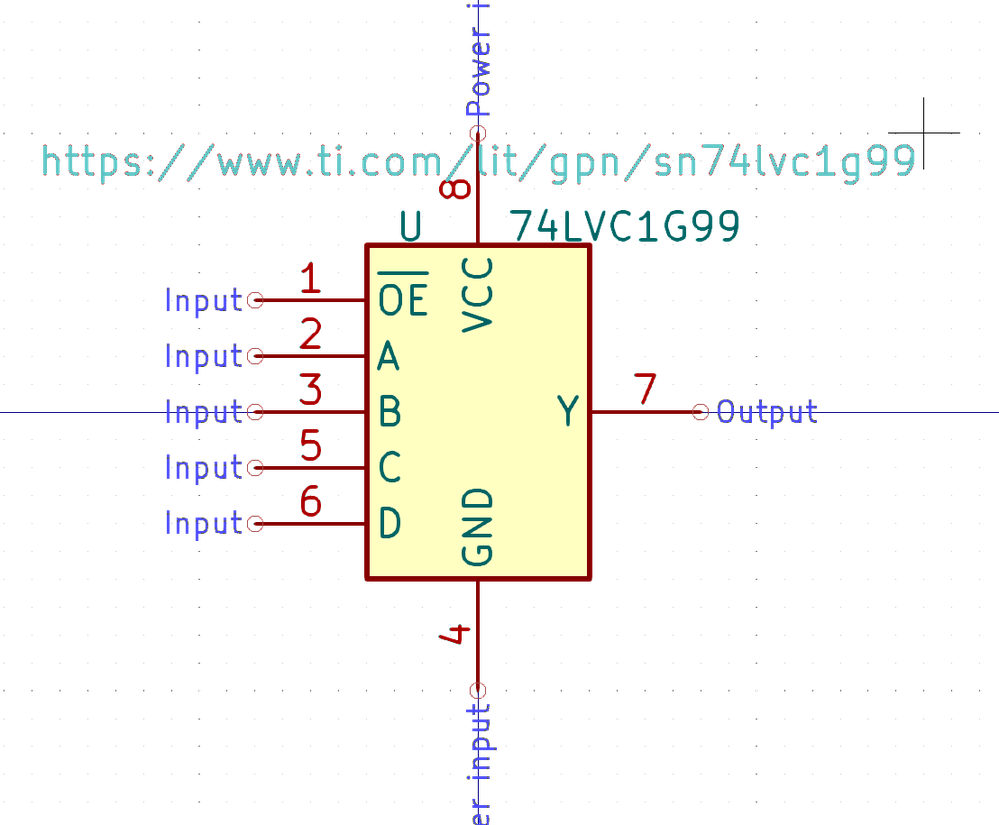 Power i
https://www.ti.com/lit/gpn/sn74lvc1g99
8
U 74LVC1G99
VCC
Input 1 OE
Input 2 A
Input 3 B
Y 7 Output
Input 5 C
Input 6 D
GND
4
er input